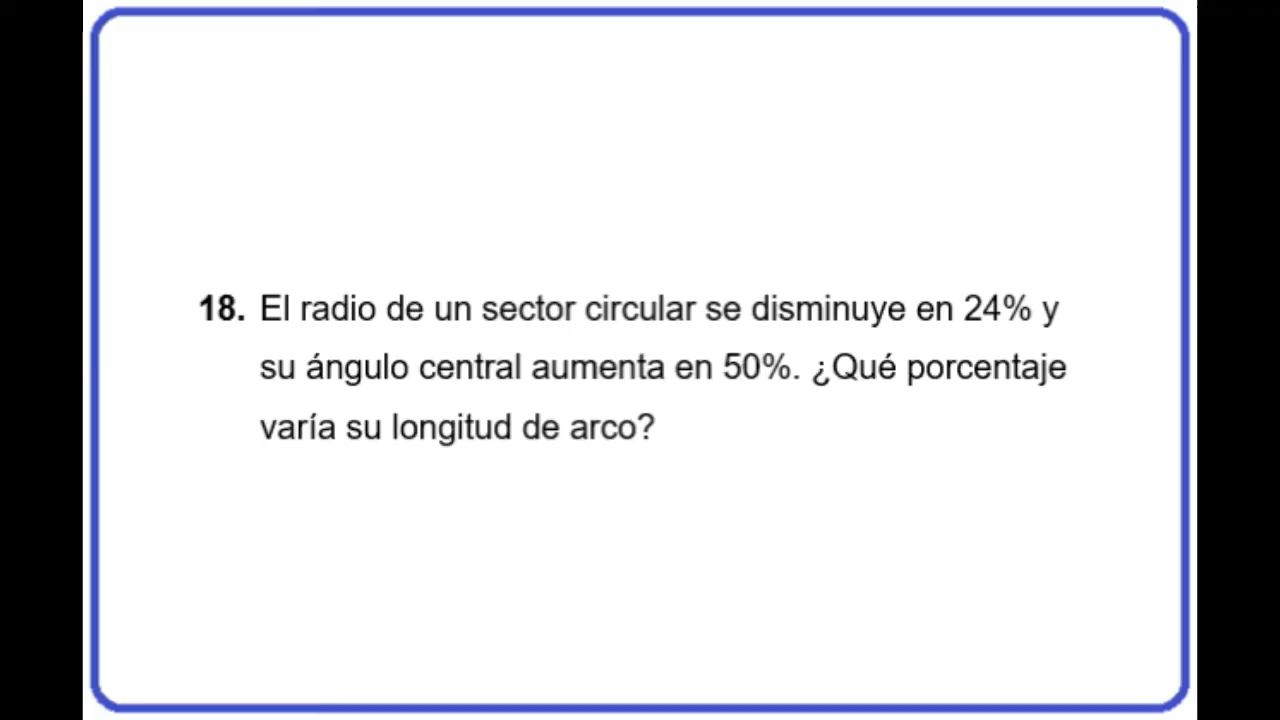 18. El radio de un sector circular se disminuye en 24% y
su ángulo central aumenta en 50%. ¿Qué porcentaje
varía su longitud de arco?